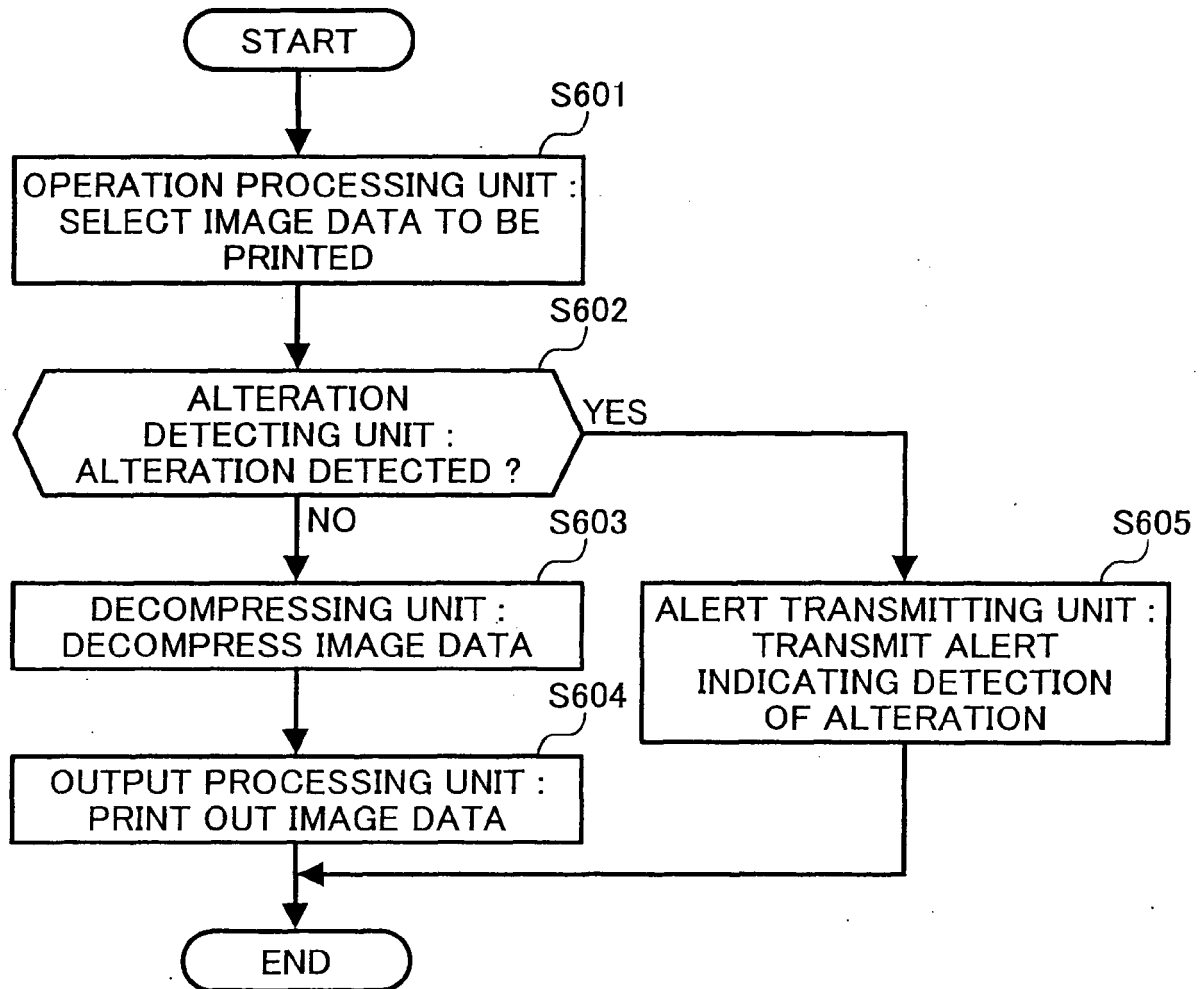 START
S601
OPERATION PROCESSING UNIT :
SELECT IMAGE DATA TO BE
PRINTED
S602
ALTERATION
DETECTING UNIT :
ALTERATION DETECTED ?
YES
NO
S603
DECOMPRESSING UNIT :
DECOMPRESS IMAGE DATA
S605
ALERT TRANSMITTING UNIT :
TRANSMIT ALERT
INDICATING DETECTION
OF ALTERATION
S604
OUTPUT PROCESSING UNIT :
PRINT OUT IMAGE DATA
END